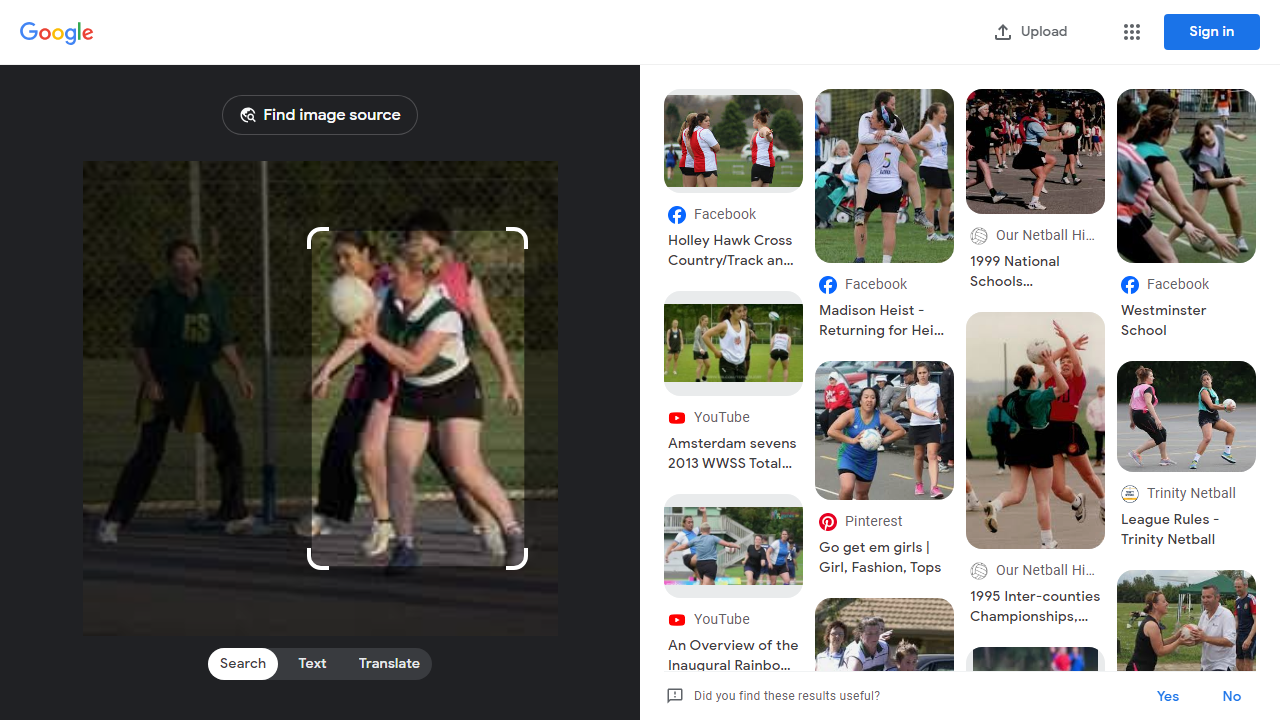 Google
Upload
Sign in
Find image source
GS
Search
Text
Translate
Facebook
Holley Hawk Cross
Country/Track an...
YouTube
Amsterdam sevens
2013 WWSS Total...
YouTube
An Overview of the
Inaugural Rainbo...
5
Facebook
Madison Heist -
Returning for Hei...
Pinterest
Go get em girls |
Girl, Fashion, Tops
Our Netball Hi...
1999 National
Schools...
Our Netball Hi...
1995 Inter-counties
Championships,...
Facebook
Westminster
School
Trinity Netball
League Rules -
Trinity Netball
Did you find these results useful?
Yes
No